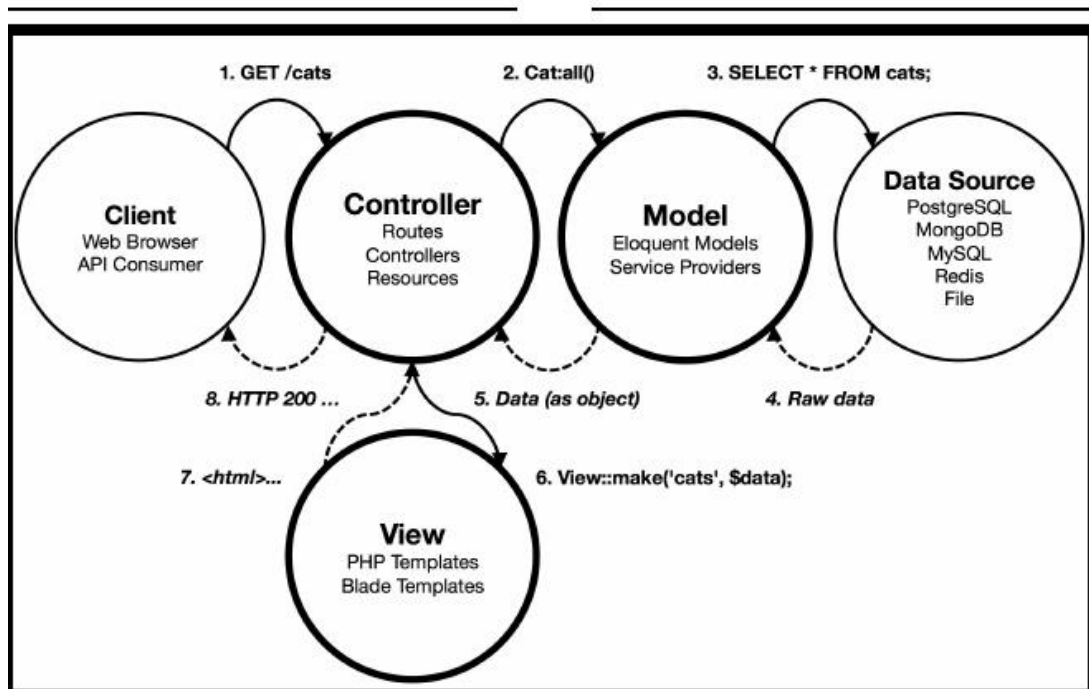 1. GET /cats
2. Cat:all()
3. SELECT * FROM cats;
Client
Web Browser
API Consumer
Controller
Routes
Controllers
Resources
Model
Eloquent Models
Service Providers
Data Source
PostgreSQL
MongoDB
MySQL
Redis
File
8. HTTP 200 ...
5. Data (as object)
4. Raw data
7. <html>...
6. View::make('cats', $data);
View
PHP Templates
Blade Templates